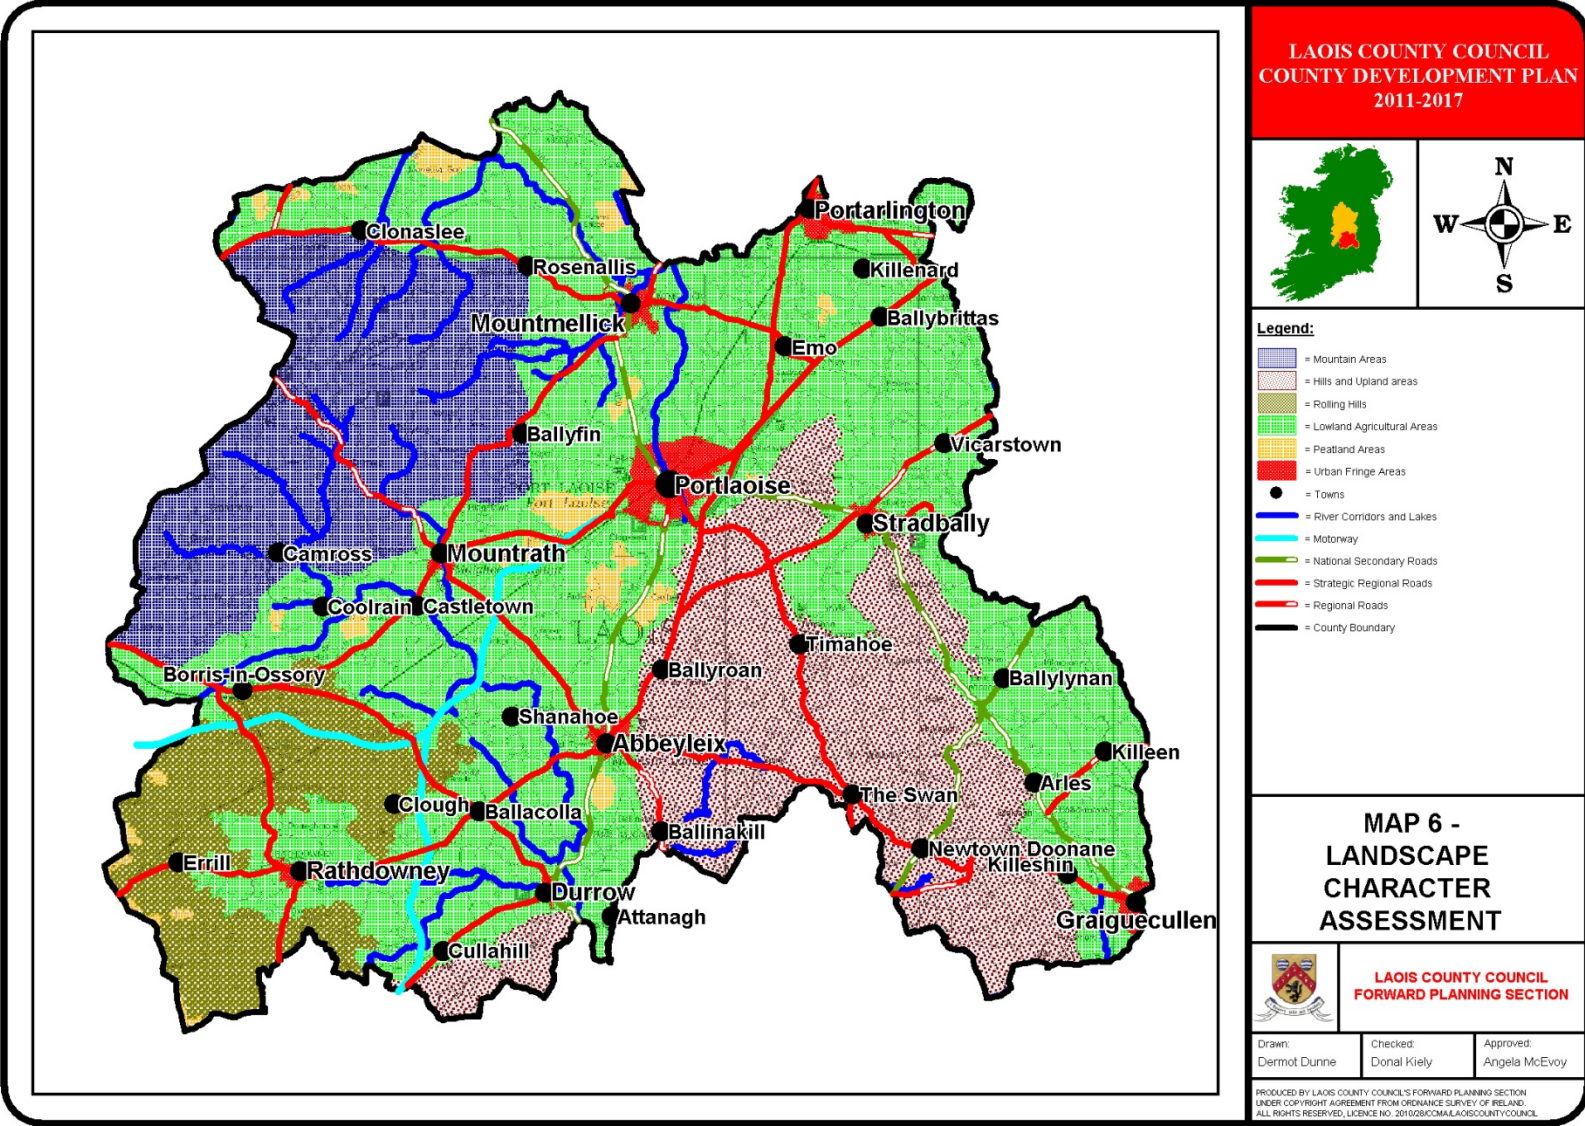 LAOIS COUNTY COUNCIL
COUNTY DEVELOPMENT PLAN
2011-2017
N
W E
S
Legend:
= Mountain Areas
= Hills and Upland areas
= Rolling Hills
= Lowland Agricultural Areas
= Peatland Areas
= Urban Fringe Areas
= Towns
= River Corridors and Lakes
= Motorway
= National Secondary Roads
= Strategic Regional Roads
= Regional Roads
= County Boundary
MAP 6 -
LANDSCAPE
CHARACTER
ASSESSMENT
LAOIS COUNTY COUNCIL
FORWARD PLANNING SECTION
Drawn:
Dermot Dunne
Checked:
Donal Kiely
Approved:
Angela McEvoy
PRODUCED BY LAOIS COUNTY COUNCIL'S FORWARD PLANNING SECTION
UNDER COPYRIGHT AGREEMENT FROM ORDNANCE SURVEY OF IRELAND.
ALL RIGHTS RESERVED, LICENCE NO. 2010/28/CCMA/LAOISCOUNTYCOUNCIL
Portarlington
Clonaslee
Rosenallis
Killenard
Mountmellick
Ballybrittas
Emo
Ballyfin
Vicarstown
PORT LAOISE
Portlaoise
Stradbally
Camross
Mountrath
Coolrain
Castletown
LAOIS
Timahoe
Borris-in-Ossory
Ballyroan
Ballylynan
Shanahoe
Abbeyleix
Killeen
Arles
Clough
Ballacolla
The Swan
Ballinakill
Newtown Doonane
Errill
Rathdowney
Killeshin
Durrow
Attanagh
Graiguecullen
Cullahill